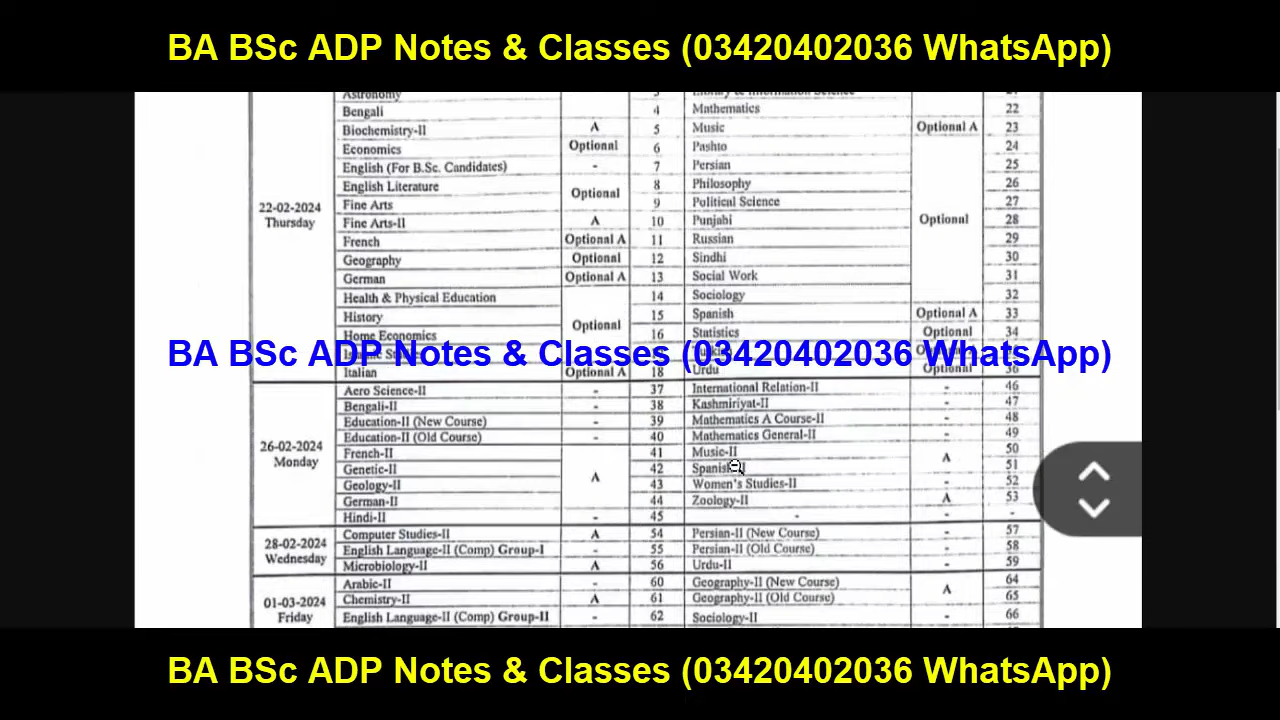 BA BSc ADP Notes & Classes (03420402036 WhatsApp)
Astronomy Library & Information Science
Bengali 4 Mathematics 22
Biochemistry-II A 5 Music Optional A 23
Economics Optional 6 Pashto 24
English (For B.Sc. Candidates) - 7 Persian 25
English Literature 8 Philosophy 26
Optional
Fine Arts 9 Political Science 27
22-02-2024
Thursday
Fine Arts-II A 10 Punjabi Optional 28
French Optional A 11 Russian 29
Geography Optional 12 Sindhi 30
German Optional A 13 Social Work 31
Health & Physical Education 14 Sociology 32
History 15 Spanish Optional A 33
Optional
Home Economics 16 Statistics Optional 34
BA BSc ADP Notes & Classes (03420402036 WhatsApp)
Italian Optional A 18 Urdu Optional 36
Aero Science-II - 37 International Relation-II - 46
Bengali-II - 38 Kashmiriyat-II - 47
Education-II (New Course) - 39 Mathematics A Course-II - 48
Education-II (Old Course) - 40 Mathematics General-II - 49
26-02-2024
Monday
French-II 41 Music-II 50
Genetic-II A 42 Spanish-II A 51
Geology-II 43 Women's Studies-II - 52
German-II 44 Zoology-II A 53
Hindi-II - 45 - - -
28-02-2024
Wednesday
Computer Studies-II A 54 Persian-II (New Course) - 57
English Language-II (Comp) Group-I - 55 Persian-II (Old Course) - 58
Microbiology-II A 56 Urdu-II - 59
01-03-2024
Friday
Arabic-II - 60 Geography-II (New Course) 64
A
Chemistry-II A 61 Geography-II (Old Course) 65
English Language-II (Comp) Group-II - 62 Sociology-II - 66
BA BSc ADP Notes & Classes (03420402036 WhatsApp)